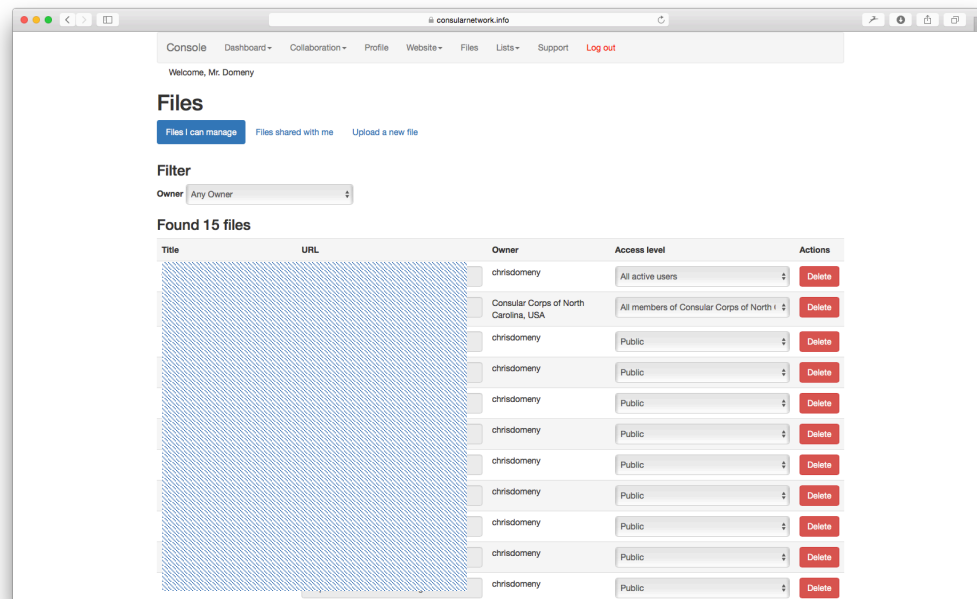 consularnetwork.info
Console Dashboard Collaboration Profile Website Files Lists Support Log out
Welcome, Mr. Domeny
Files
Files I can manage Files shared with me Upload a new file
Filter
Owner Any Owner
Found 15 files
Title URL Owner Access level Actions
chrisdomeny All active users Delete
Consular Corps of North All members of Consular Corps of North Delete
Carolina, USA
chrisdomeny Public Delete
chrisdomeny Public Delete
chrisdomeny Public Delete
chrisdomeny Public Delete
chrisdomeny Public Delete
chrisdomeny Public Delete
chrisdomeny Public Delete
chrisdomeny Public Delete
chrisdomeny Public Delete